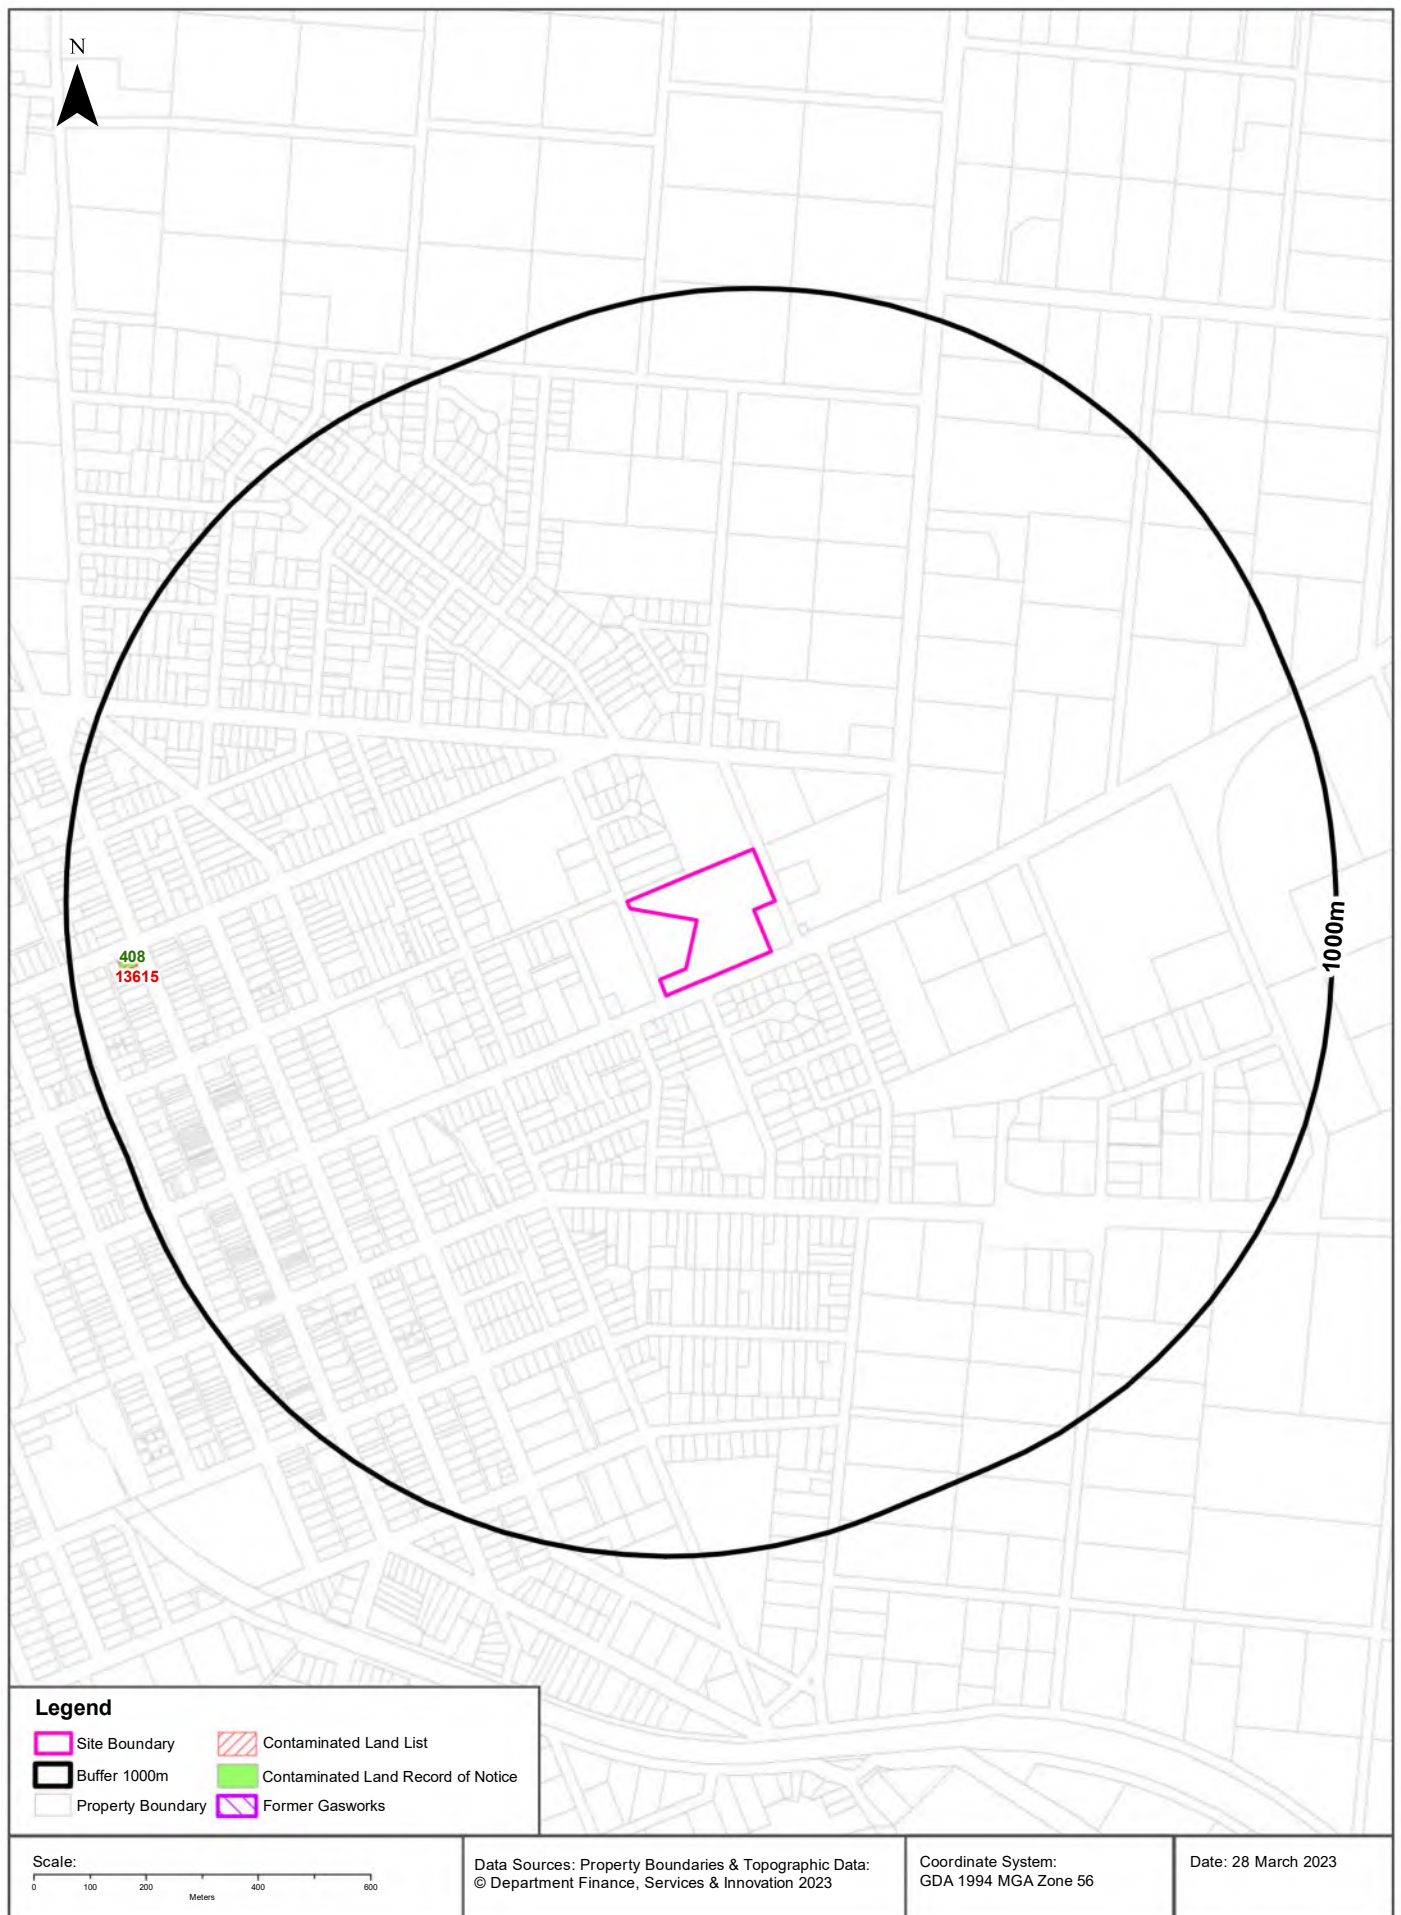 N
408
13615
1000m
Legend
Site Boundary
Contaminated Land List
Buffer 1000m
Contaminated Land Record of Notice
Property Boundary
Former Gasworks
Scale:
0 100 200 400 600
Meters
Data Sources: Property Boundaries & Topographic Data:
© Department Finance, Services & Innovation 2023
Coordinate System:
GDA 1994 MGA Zone 56
Date: 28 March 2023